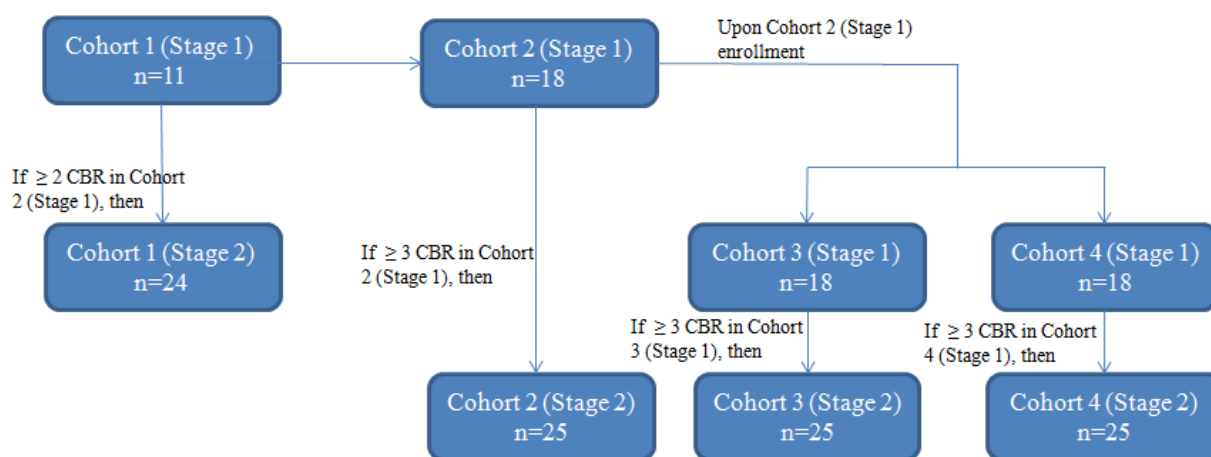 Cohort 1 (Stage 1)
n=11
Cohort 2 (Stage 1)
n=18
Upon Cohort 2 (Stage 1)
enrollment
If ≥ 2 CBR in Cohort
2 (Stage 1), then
Cohort 1 (Stage 2)
n=24
If ≥ 3 CBR in Cohort
2 (Stage 1), then
Cohort 3 (Stage 1)
n=18
Cohort 4 (Stage 1)
n=18
If ≥ 3 CBR in Cohort
3 (Stage 1), then
If ≥ 3 CBR in Cohort
4 (Stage 1), then
Cohort 2 (Stage 2)
n=25
Cohort 3 (Stage 2)
n=25
Cohort 4 (Stage 2)
n=25